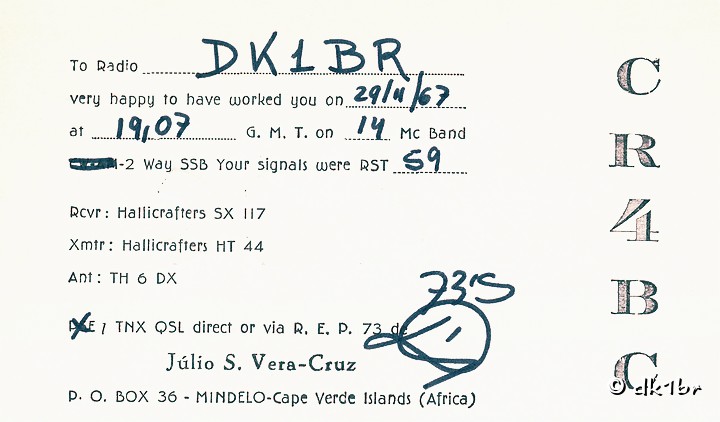 To Radio DK1BR
very happy to have worked you on 29/11/67
at 19,07 G. M. T. on 14 Mc Band
-2 Way SSB Your signals were RST 59
Rcvr: Hallicrafters SX 117
Xmtr: Hallicrafters HT 44
Ant: TH 6 DX
73'S
PSE / TNX QSL direct or via R. E. P. 73 de
Júlio S. Vera-Cruz
P. O. BOX 36 - MINDELO-Cape Verde Islands (Africa)
C
R
4
B
C
© dk1br